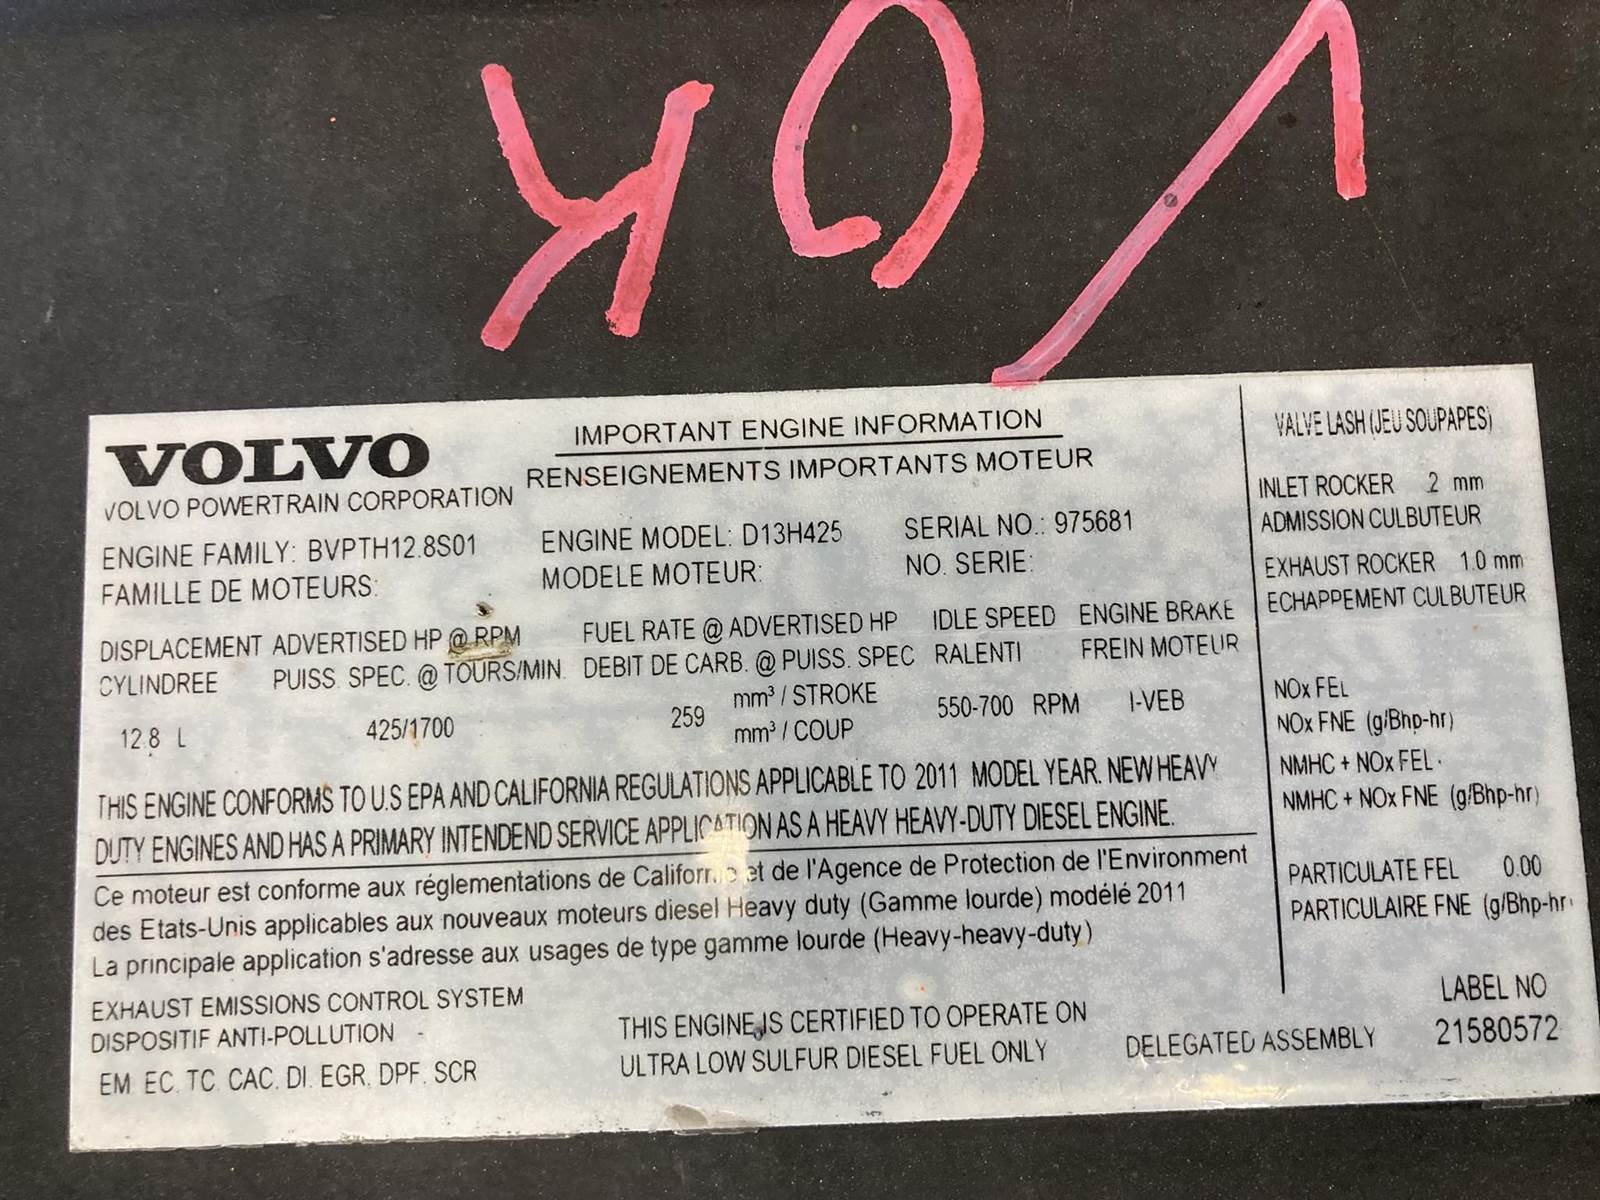 √OK
VOLVO
VOLVO POWERTRAIN CORPORATION
IMPORTANT ENGINE INFORMATION
RENSEIGNEMENTS IMPORTANTS MOTEUR
ENGINE FAMILY: BVPTH12.8S01
FAMILLE DE MOTEURS:
ENGINE MODEL: D13H425
MODELE MOTEUR:
SERIAL NO.: 975681
NO. SERIE:
DISPLACEMENT
CYLINDREE
12.8 L
ADVERTISED HP @ RPM
PUISS. SPEC. @ TOURS/MIN.
425/1700
FUEL RATE @ ADVERTISED HP
DEBIT DE CARB. @ PUISS. SPEC
259 mm³ / STROKE
mm³ / COUP
IDLE SPEED
RALENTI
550-700 RPM
ENGINE BRAKE
FREIN MOTEUR
I-VEB
THIS ENGINE CONFORMS TO U.S EPA AND CALIFORNIA REGULATIONS APPLICABLE TO 2011 MODEL YEAR. NEW HEAVY
DUTY ENGINES AND HAS A PRIMARY INTENDEND SERVICE APPLICATION AS A HEAVY HEAVY-DUTY DIESEL ENGINE.
Ce moteur est conforme aux réglementations de Californie et de l'Agence de Protection de l'Environment
des Etats-Unis applicables aux nouveaux moteurs diesel Heavy duty (Gamme lourde) modélé 2011
La principale application s'adresse aux usages de type gamme lourde (Heavy-heavy-duty)
EXHAUST EMISSIONS CONTROL SYSTEM
DISPOSITIF ANTI-POLLUTION
EM. EC. TC. CAC. DI. EGR. DPF. SCR
THIS ENGINE IS CERTIFIED TO OPERATE ON
ULTRA LOW SULFUR DIESEL FUEL ONLY
DELEGATED ASSEMBLY
VALVE LASH (JEU SOUPAPES)
INLET ROCKER .2 mm
ADMISSION CULBUTEUR
EXHAUST ROCKER 1.0 mm
ECHAPPEMENT CULBUTEUR
NOx FEL
NOx FNE (g/Bhp-hr)
NMHC + NOx FEL
NMHC + NOx FNE (g/Bhp-hr)
PARTICULATE FEL 0.00
PARTICULAIRE FNE (g/Bhp-hr
LABEL NO
21580572